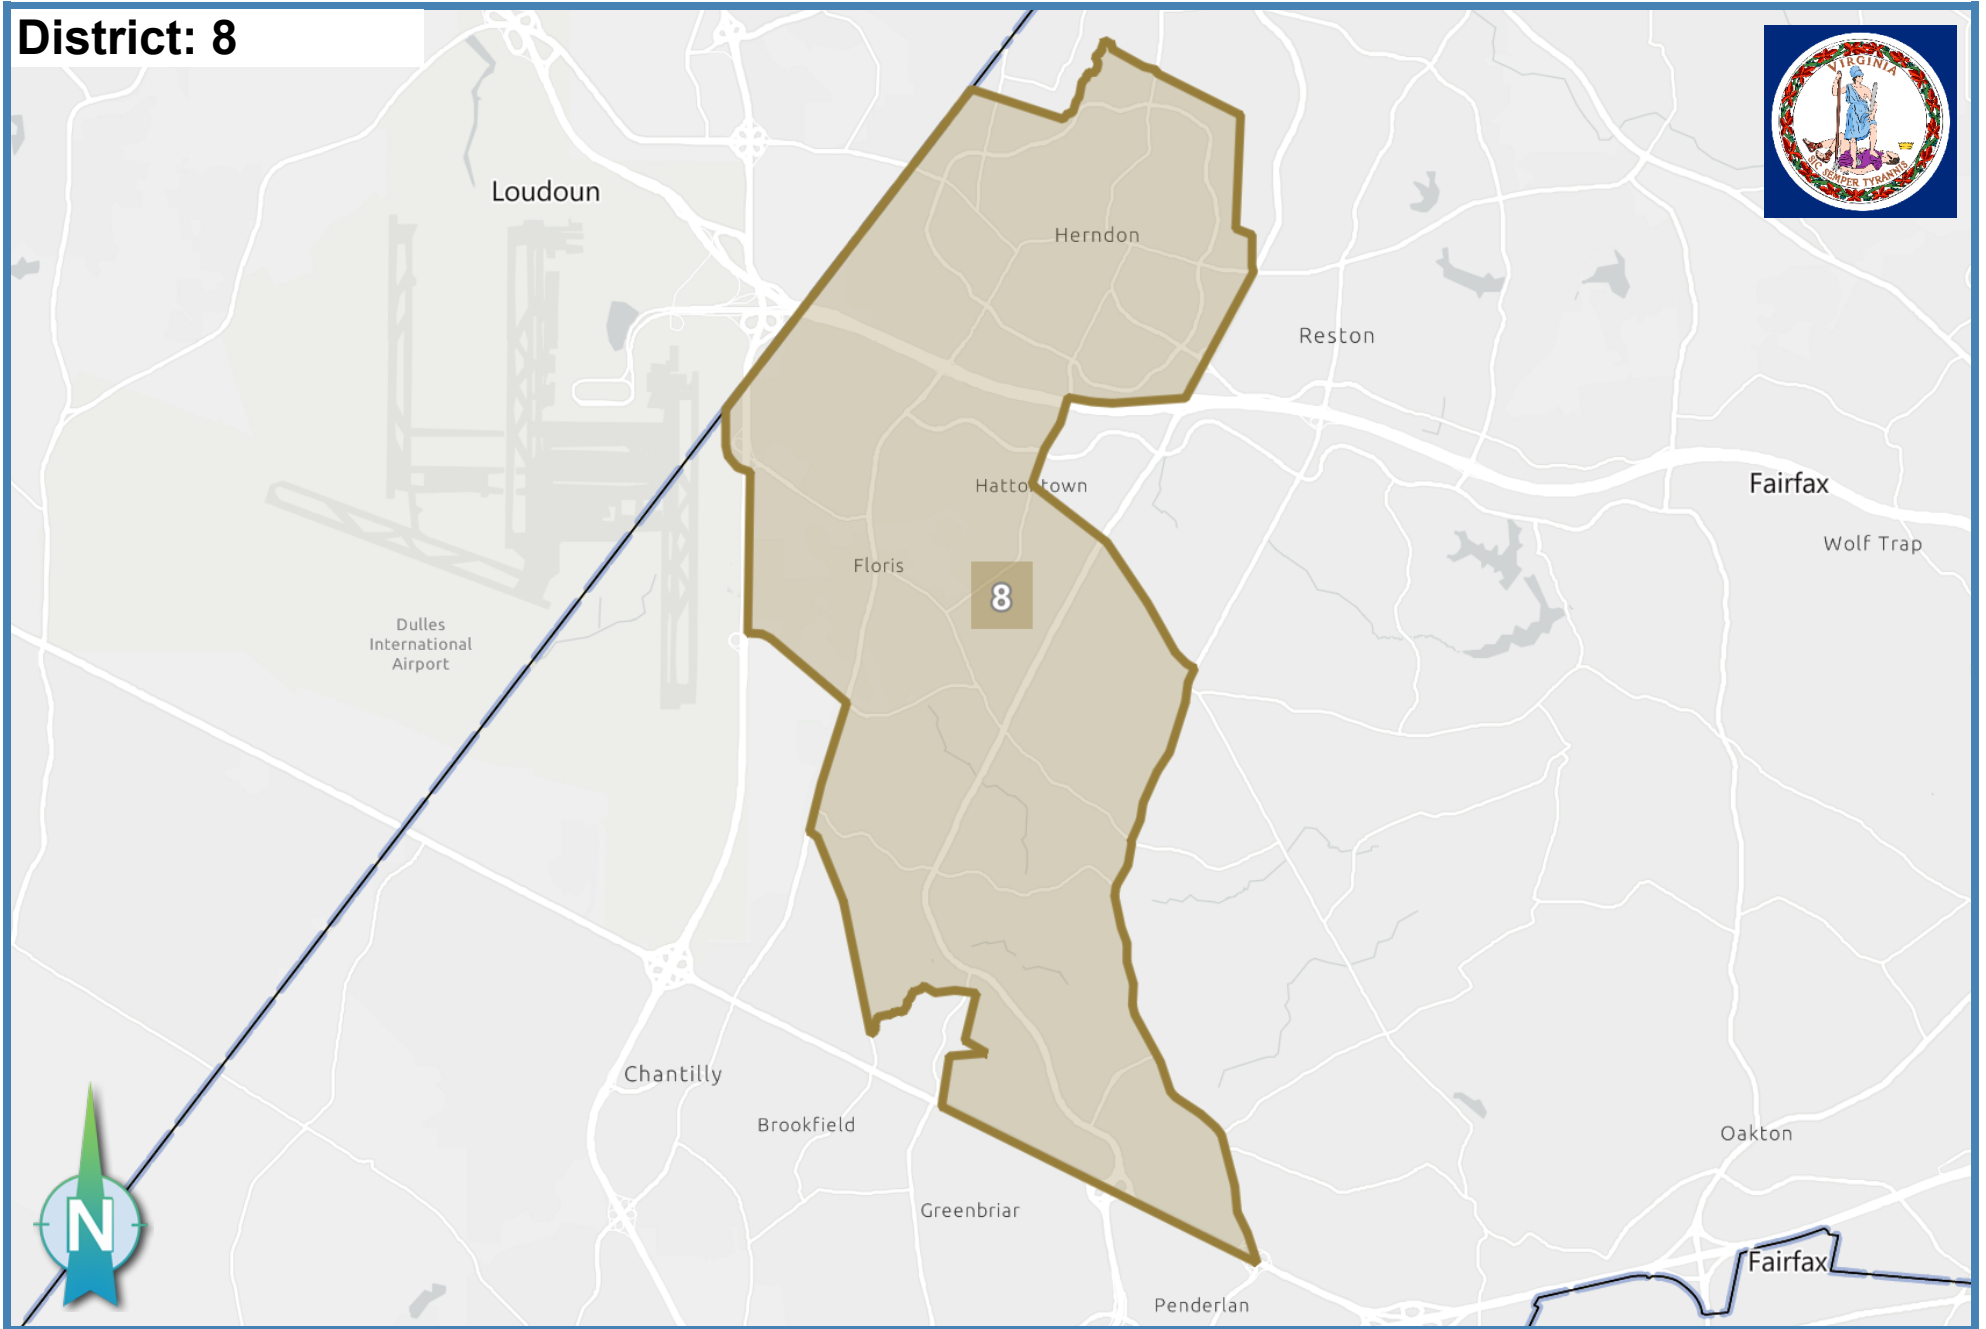 District: 8
VIRGINIA
SIC SEMPER TYRANNIS
Loudoun
Herndon
Reston
Hattontown
Fairfax
Wolf Trap
Floris
8
Dulles
International
Airport
Chantilly
Brookfield
Oakton
Greenbriar
Fairfax
Penderlan
N